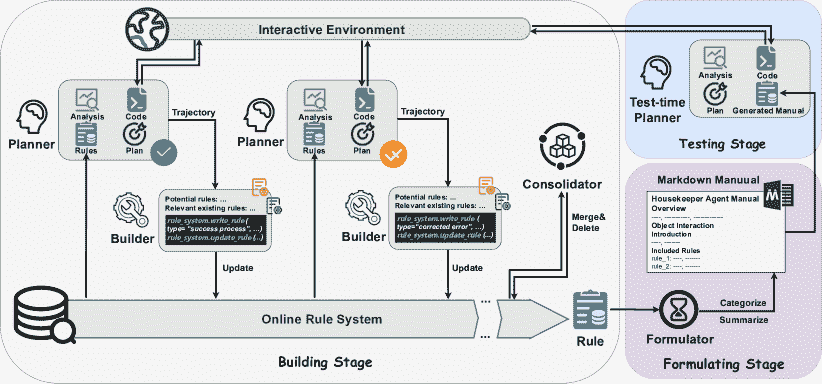 Interactive Environment
Planner
Analysis
Code
Rules
Plan
Trajectory
Planner
Analysis
Code
Rules
Plan
Trajectory
Builder
Potential rules: ...
Relevant existing rules: ...
rule_system.write_rule (
type= "success process", ...)
rule_system.update_rule (...)
Update
Builder
Potential rules: ...
Relevant existing rules: ...
rule_system.write_rule (
type="corrected error", ...)
rule_system.update_rule (...)
Update
Consolidator
Merge&
Delete
Online Rule System
...
...
Rule
Building Stage
Test-time
Planner
Analysis
Code
Plan
Generated Manual
Testing Stage
Markdown Manuual
Housekeeper Agent Manual
Overview
----, ------------, --------------
Object Interaction
Introduction
----, -------
Included Rules
rule_1: ----, -------
rule_2: ----, -------
M
Formulator
Categorize
Summarize
Formulating Stage